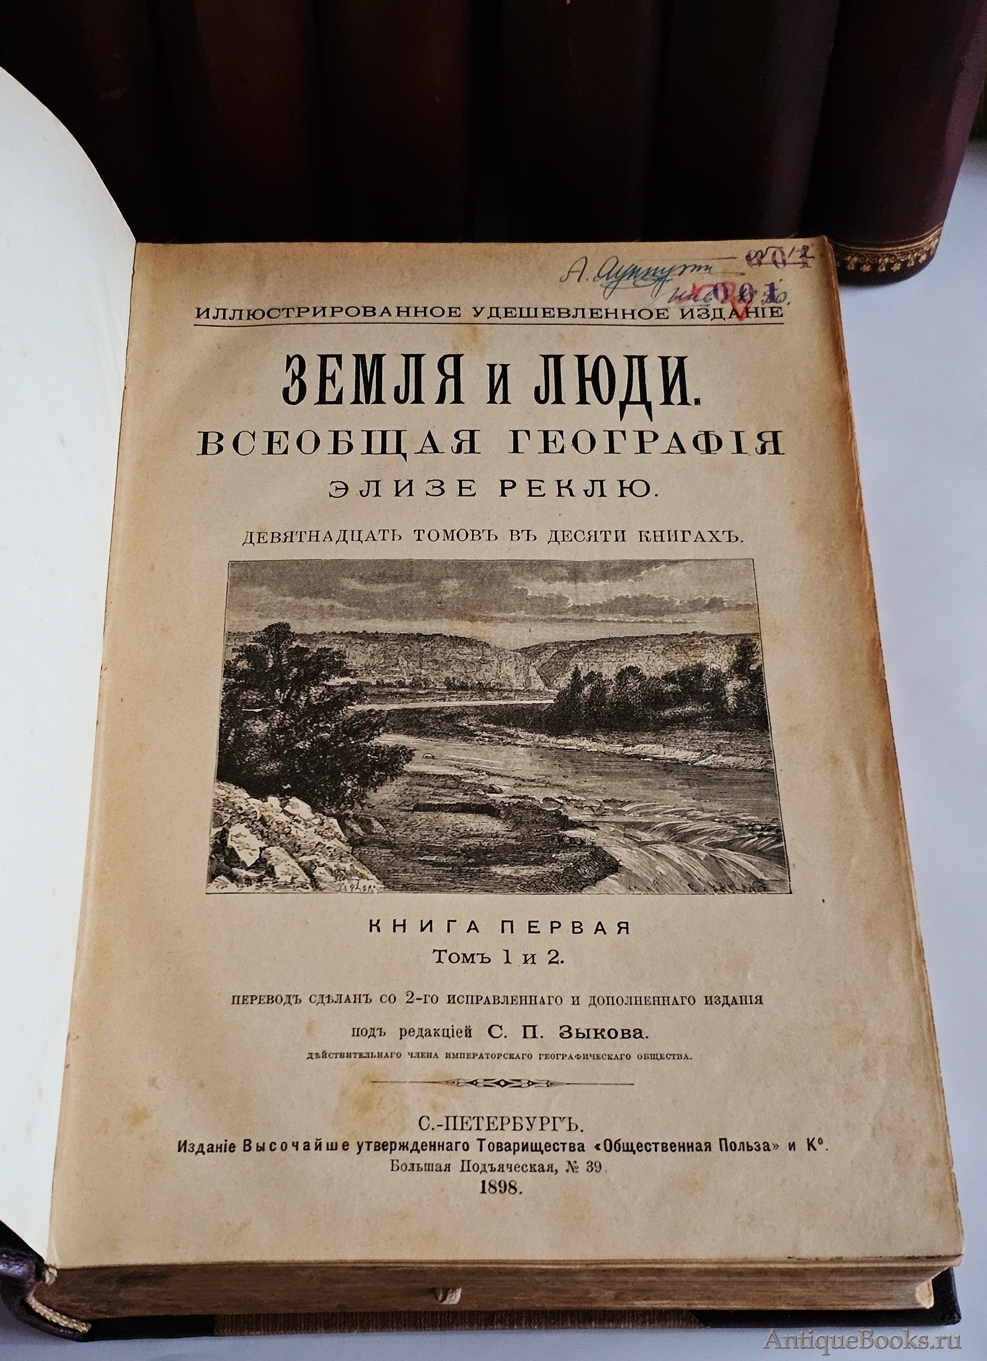 001
ИЛЛЮСТРИРОВАННОЕ УДЕШЕВЛЕННОЕ ИЗДАНІЕ
ЗЕМЛЯ И ЛЮДИ.
ВСЕОБЩАЯ ГЕОГРАФІЯ
ЭЛИЗЕ РЕКЛЮ.
ДЕВЯТНАДЦАТЬ ТОМОВЪ ВЪ ДЕСЯТИ КНИГАХЪ.
КНИГА ПЕРВАЯ
Томъ 1 и 2.
ПЕРЕВОДЪ СДѢЛАНЪ СО 2-ГО ИСПРАВЛЕННАГО И ДОПОЛНЕННАГО ИЗДАНІЯ
подъ редакціей С. П. Зыкова.
ДѢЙСТВИТЕЛЬНАГО ЧЛЕНА ИМПЕРАТОРСКАГО ГЕОГРАФИЧЕСКАГО ОБЩЕСТВА.
С.-ПЕТЕРБУРГЪ.
Изданіе Высочайше утвержденнаго Товарищества «Общественная Польза» и Кº.
Большая Подъяческая, № 39.
1898.
AntiqueBooks.ru